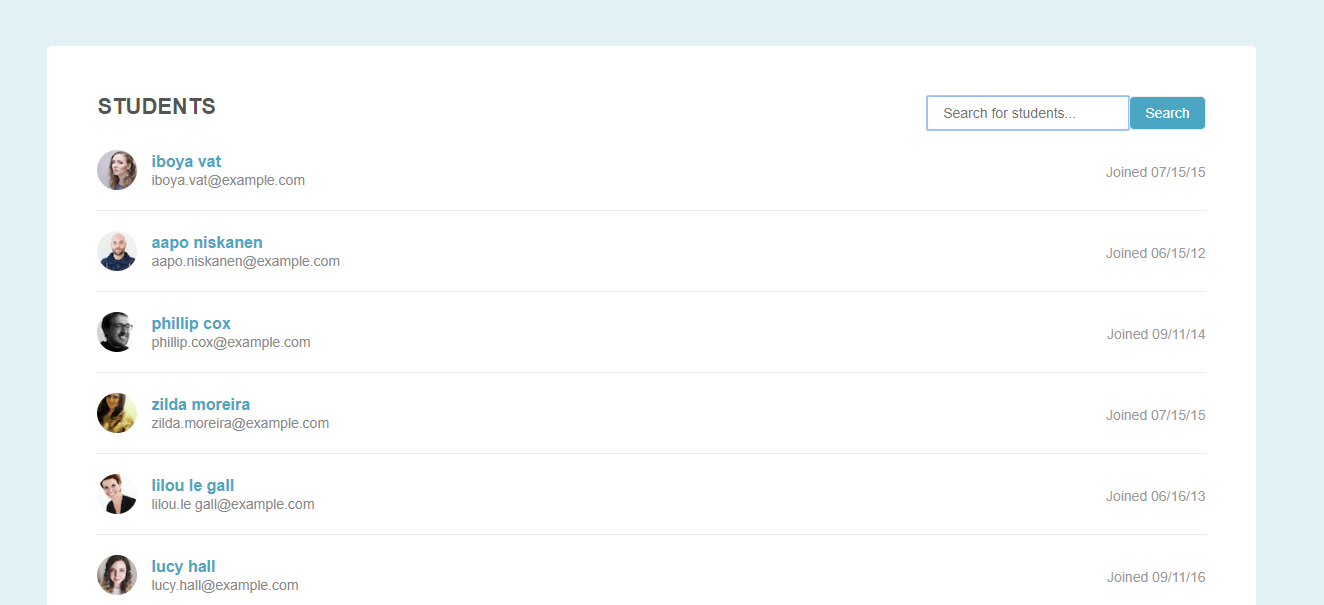 STUDENTS
Search for students...
Search
iboya vat
iboya.vat@example.com
Joined 07/15/15
aapo niskanen
aapo.niskanen@example.com
Joined 06/15/12
phillip cox
phillip.cox@example.com
Joined 09/11/14
zilda moreira
zilda.moreira@example.com
Joined 07/15/15
lilou le gall
lilou.le gall@example.com
Joined 06/16/13
lucy hall
lucy.hall@example.com
Joined 09/11/16